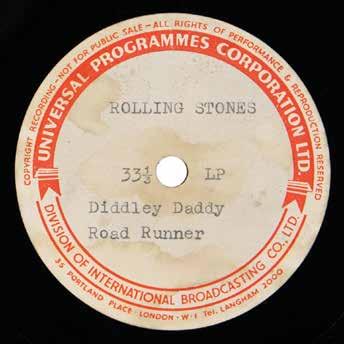 COPYRIGHT RECORDING-NOT FOR PUBLIC SALE-ALL RIGHTS OF PERFORMANCE & REPRODUCTION RESERVED
UNIVERSAL PROGRAMMES CORPORATION LTD.
ROLLING STONES
33⅓ LP
Diddley Daddy
Road Runner
DIVISION OF INTERNATIONAL BROADCASTING CO., LTD.
35 PORTLAND PLACE · LONDON · W·1 Tel. LANGHAM 2000